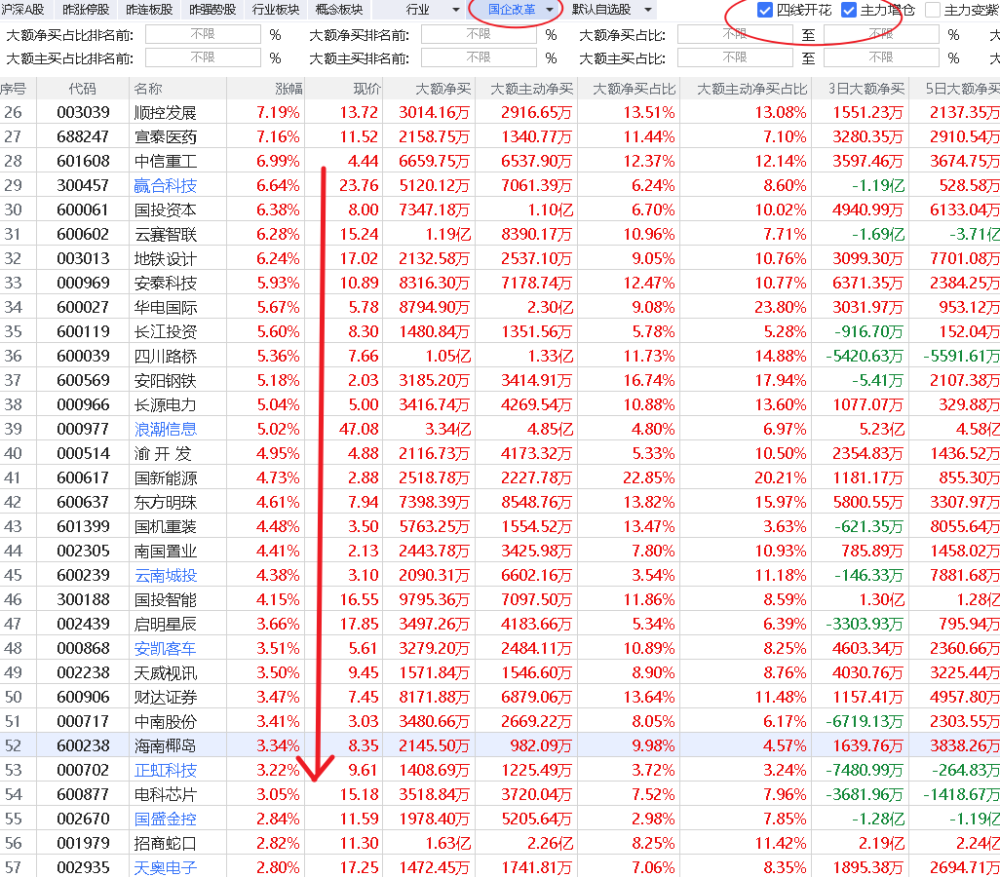 沪深A股 昨涨停股 昨连板股 昨强势股 行业板块 概念板块 行业 国企改革 默认自选股 四线开花 主力增仓 主力变紫
大额净买占比排名前: 不限 % 大额净买排名前: 不限 % 大额净买占比: 不限 至 不限 %
大额主买占比排名前: 不限 % 大额主买排名前: 不限 % 大额主买占比: 不限 至 不限 %
序号 代码 名称 涨幅 现价 大额净买 大额主动净买 大额净买占比 大额主动净买占比 3日大额净买 5日大额净买
26 003039 顺控发展 7.19% 13.72 3014.16万 2916.65万 13.51% 13.08% 1551.23万 2137.35万
27 688247 宣泰医药 7.16% 11.52 2158.75万 1340.77万 11.44% 7.10% 3280.35万 2910.54万
28 601608 中信重工 6.99% 4.44 6659.75万 6537.90万 12.37% 12.14% 3597.46万 3674.75万
29 300457 赢合科技 6.64% 23.76 5120.12万 7061.39万 6.24% 8.60% -1.19亿 528.58万
30 600061 国投资本 6.38% 8.00 7347.18万 1.10亿 6.70% 10.02% 4940.99万 6133.04万
31 600602 云赛智联 6.28% 15.24 1.19亿 8390.17万 10.96% 7.71% -1.69亿 -3.71亿
32 003013 地铁设计 6.24% 17.02 2132.58万 2537.10万 9.05% 10.76% 3099.30万 7701.08万
33 000969 安泰科技 5.93% 10.89 8316.30万 7178.74万 12.47% 10.77% 6371.35万 2384.25万
34 600027 华电国际 5.67% 5.78 8794.90万 2.30亿 9.08% 23.80% 3031.97万 953.12万
35 600119 长江投资 5.60% 8.30 1480.84万 1351.56万 5.78% 5.28% -916.70万 152.04万
36 600039 四川路桥 5.36% 7.66 1.05亿 1.33亿 11.73% 14.88% -5420.63万 -5591.61万
37 600569 安阳钢铁 5.18% 2.03 3185.20万 3414.91万 16.74% 17.94% -5.41万 2107.38万
38 000966 长源电力 5.04% 5.00 3416.74万 4269.54万 10.88% 13.60% 1077.07万 329.88万
39 000977 浪潮信息 5.02% 47.08 3.34亿 4.85亿 4.80% 6.97% 5.23亿 4.58亿
40 000514 渝 开 发 4.95% 4.88 2116.73万 4173.32万 5.33% 10.50% 2354.83万 1436.52万
41 600617 国新能源 4.73% 2.88 2518.78万 2227.78万 22.85% 20.21% 1181.17万 855.30万
42 600637 东方明珠 4.61% 7.94 7398.39万 8548.76万 13.82% 15.97% 5800.55万 3307.97万
43 601399 国机重装 4.48% 3.50 5763.25万 1554.52万 13.47% 3.63% -621.35万 8055.64万
44 002305 南国置业 4.41% 2.13 2443.78万 3425.98万 7.80% 10.93% 785.89万 1458.02万
45 600239 云南城投 4.38% 3.10 2090.31万 6602.16万 3.54% 11.18% -146.33万 7881.68万
46 300188 国投智能 4.15% 16.55 9795.36万 7097.50万 11.86% 8.59% 1.30亿 1.28亿
47 002439 启明星辰 3.66% 17.85 3497.26万 4183.66万 5.34% 6.39% -3303.93万 795.94万
48 000868 安凯客车 3.51% 5.61 3279.20万 2484.11万 10.89% 8.25% 4603.34万 2360.66万
49 002238 天威视讯 3.50% 9.45 1571.84万 1546.60万 8.90% 8.76% 4030.76万 3225.44万
50 600906 财达证券 3.47% 7.45 8171.88万 6879.06万 13.64% 11.48% 1157.41万 4957.80万
51 000717 中南股份 3.41% 3.03 3480.66万 2669.22万 8.05% 6.17% -6719.13万 2303.55万
52 600238 海南椰岛 3.34% 8.35 2145.50万 982.09万 9.98% 4.57% 1639.76万 3838.26万
53 000702 正虹科技 3.22% 9.61 1408.69万 1225.49万 3.72% 3.24% -7480.99万 -264.83万
54 600877 电科芯片 3.05% 15.18 3518.84万 3720.04万 7.52% 7.96% -3681.96万 -1418.67万
55 002670 国盛金控 2.84% 11.59 1978.40万 5205.64万 2.98% 7.85% -1.28亿 -1.19亿
56 001979 招商蛇口 2.82% 11.30 1.63亿 2.26亿 8.25% 11.42% 2.19亿 2.24亿
57 002935 天奥电子 2.80% 17.25 1472.45万 1741.81万 7.06% 8.35% 1895.38万 2694.71万